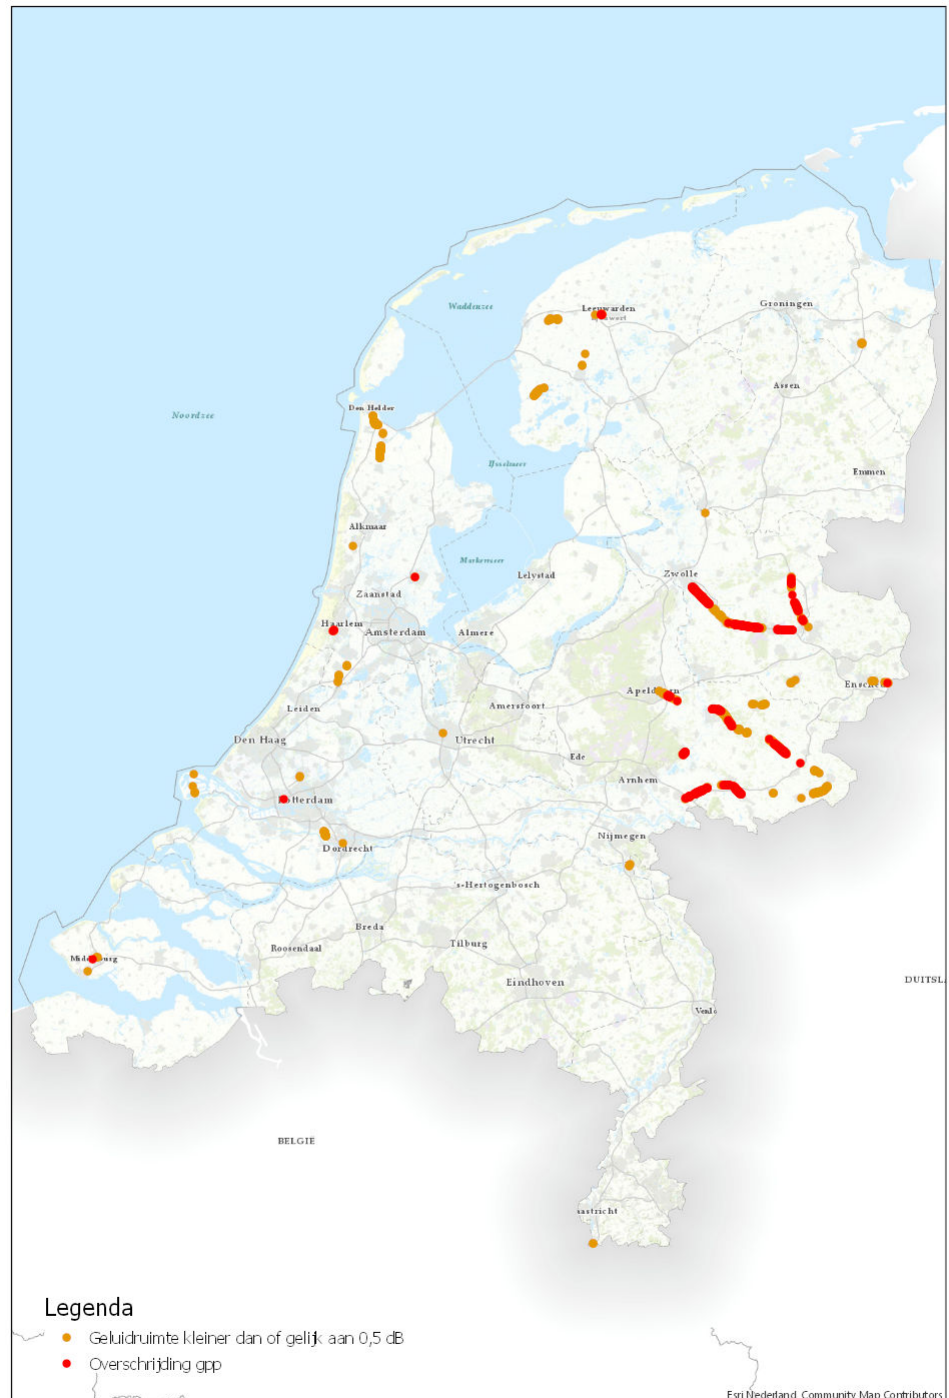 Waddenzee
Leeuwarden
Groningen
Assen
Noordzee
Den Helder
IJsselmeer
Emmen
Alkmaar
Markermeer
Lelystad
Zwolle
Zaanstad
Haarlem
Amsterdam
Almere
Apeldoorn
Leiden
Amersfoort
Den Haag
Utrecht
Ede
Arnhem
Rotterdam
Nijmegen
Dordrecht
's-Hertogenbosch
Breda
Tilburg
Roosendaal
Middelburg
Eindhoven
DUITSL
Venlo
BELGIË
aastricht
Legenda
Geluidruimte kleiner dan of gelijk aan 0,5 dB
Overschrijding gpp
Esri Nederland, Community Map Contributors